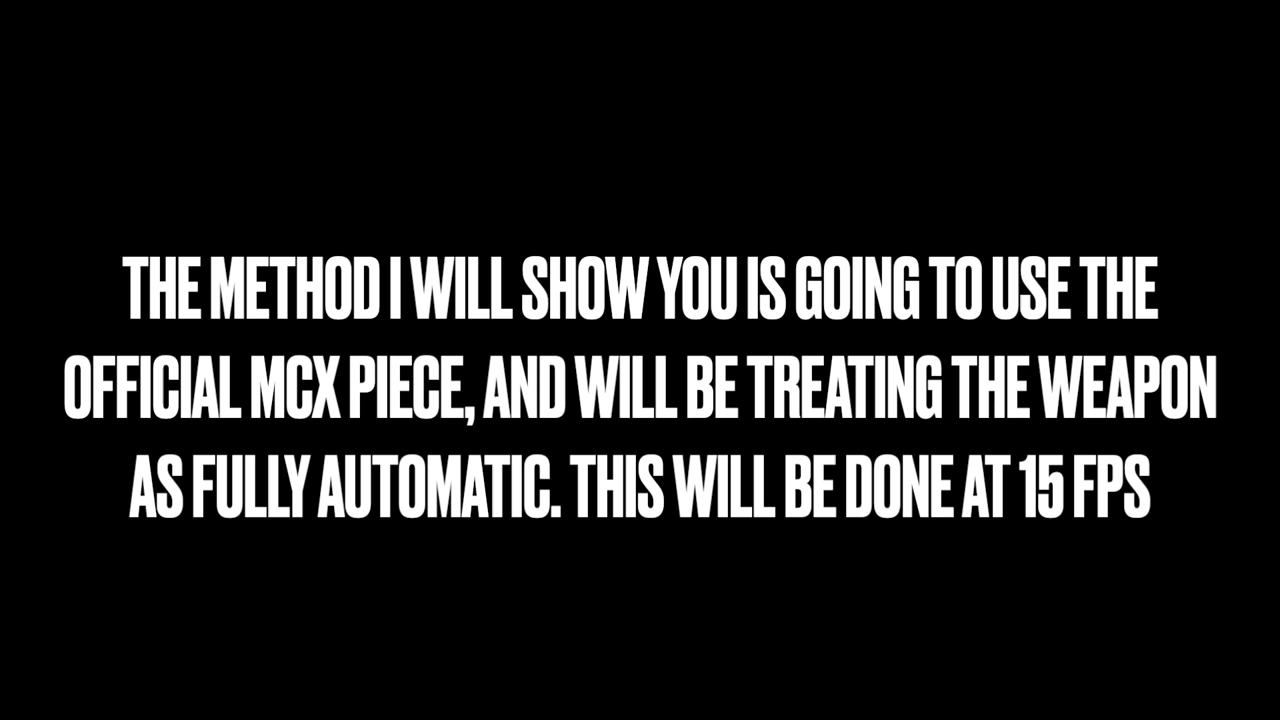 THE METHOD I WILL SHOW YOU IS GOING TO USE THE
OFFICIAL MCX PIECE, AND WILL BE TREATING THE WEAPON
AS FULLY AUTOMATIC. THIS WILL BE DONE AT 15 FPS